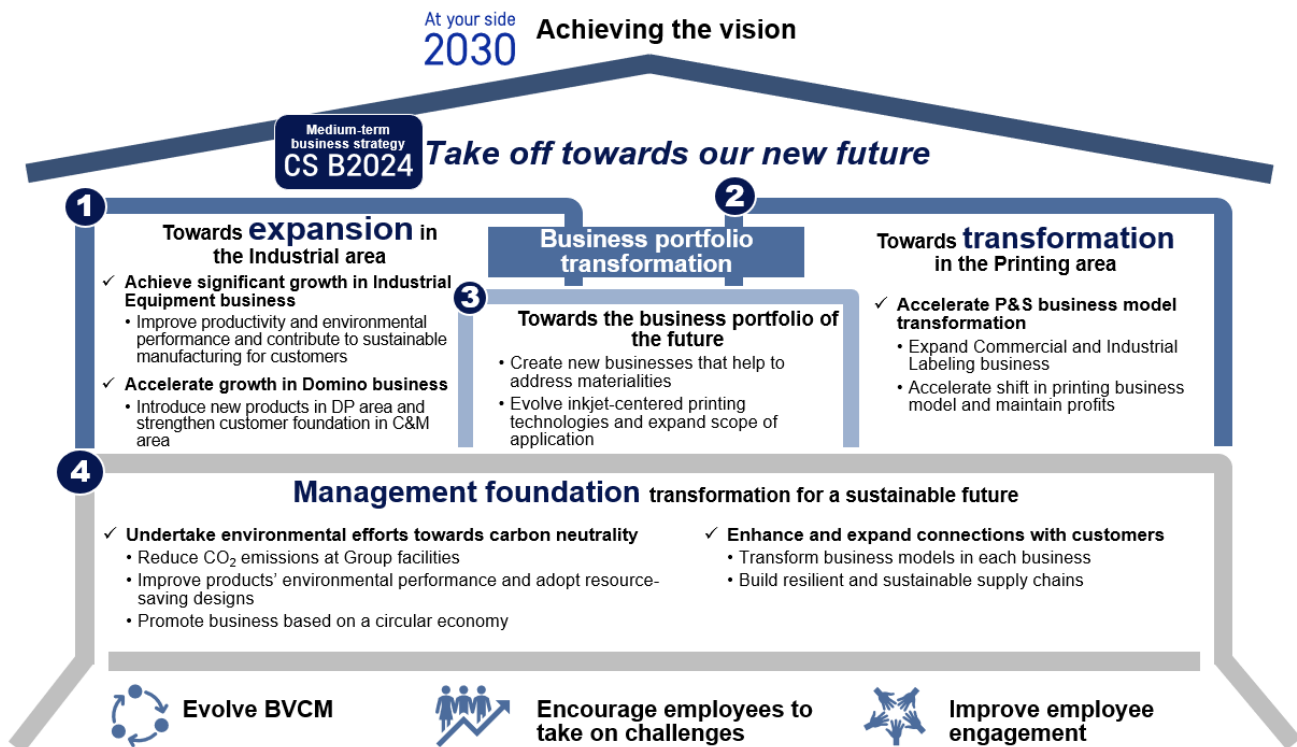 At your side
2030
Achieving the vision
Medium-term
business strategy
CS B2024
Take off towards our new future
1
Towards expansion in
the Industrial area
✓ Achieve significant growth in Industrial
Equipment business
• Improve productivity and environmental
performance and contribute to sustainable
manufacturing for customers
✓ Accelerate growth in Domino business
• Introduce new products in DP area and
strengthen customer foundation in C&M
area
Business portfolio
transformation
2
Towards transformation
in the Printing area
✓ Accelerate P&S business model
transformation
• Expand Commercial and Industrial
Labeling business
• Accelerate shift in printing business
model and maintain profits
3
Towards the business portfolio of
the future
• Create new businesses that help to
address materialities
• Evolve inkjet-centered printing
technologies and expand scope of
application
4
Management foundation transformation for a sustainable future
✓ Undertake environmental efforts towards carbon neutrality
• Reduce CO₂ emissions at Group facilities
• Improve products’ environmental performance and adopt resource-
saving designs
• Promote business based on a circular economy
✓ Enhance and expand connections with customers
• Transform business models in each business
• Build resilient and sustainable supply chains
Evolve BVCM
Encourage employees to
take on challenges
Improve employee
engagement